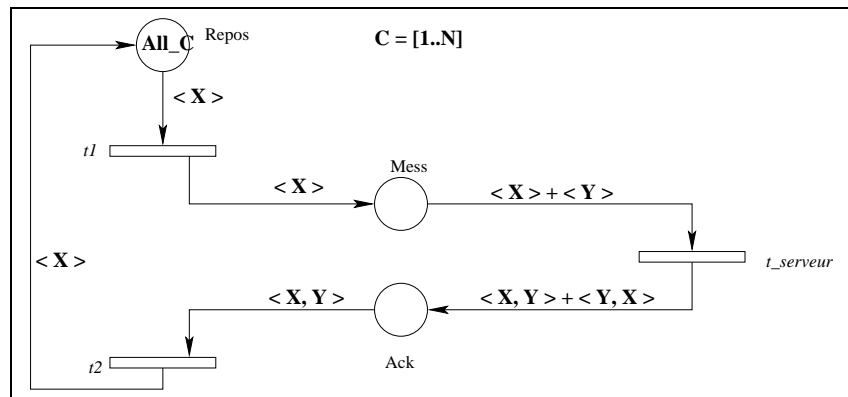 All_C Repos
C = [1..N]
< X >
t1
Mess
< X >
< X > + < Y >
< X >
t_serveur
< X, Y >
< X, Y > + < Y, X >
t2
Ack